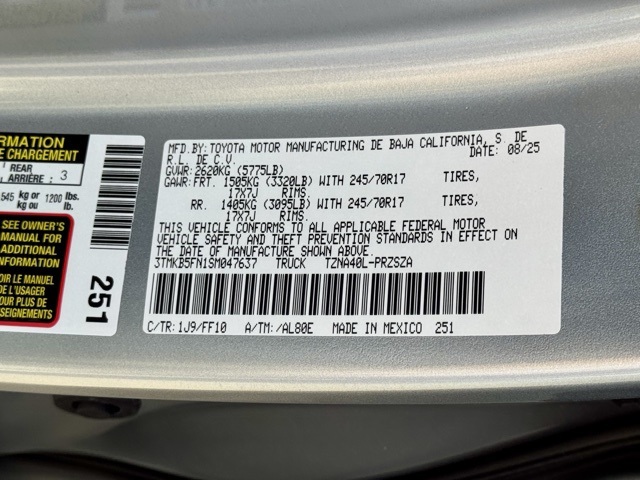 RMATION
E CHARGEMENT
REAR 3
ARRIÈRE :
545 kg or 1200 lbs.
kg ou lb.
SEE OWNER'S
MANUAL FOR
ADDITIONAL
INFORMATION
OIR LE MANUEL
DE L'USAGER
POUR PLUS DE
SEIGNEMENTS
251
MFD.BY: TOYOTA MOTOR MANUFACTURING DE BAJA CALIFORNIA, S. DE
R.L. DE C.V. DATE: 08/25
GVWR: 2620KG (5775LB)
GAWR: FRT. 1505KG (3320LB) WITH 245/70R17 TIRES,
17X7J RIMS.
RR. 1405KG (3095LB) WITH 245/70R17 TIRES,
17X7J RIMS.
THIS VEHICLE CONFORMS TO ALL APPLICABLE FEDERAL MOTOR
VEHICLE SAFETY AND THEFT PREVENTION STANDARDS IN EFFECT ON
THE DATE OF MANUFACTURE SHOWN ABOVE.
3TMKB5FN1SM047637 TRUCK TZNA40L-PRZSZA
C/TR: 1J9/FF10 A/TM: /AL80E MADE IN MEXICO 251